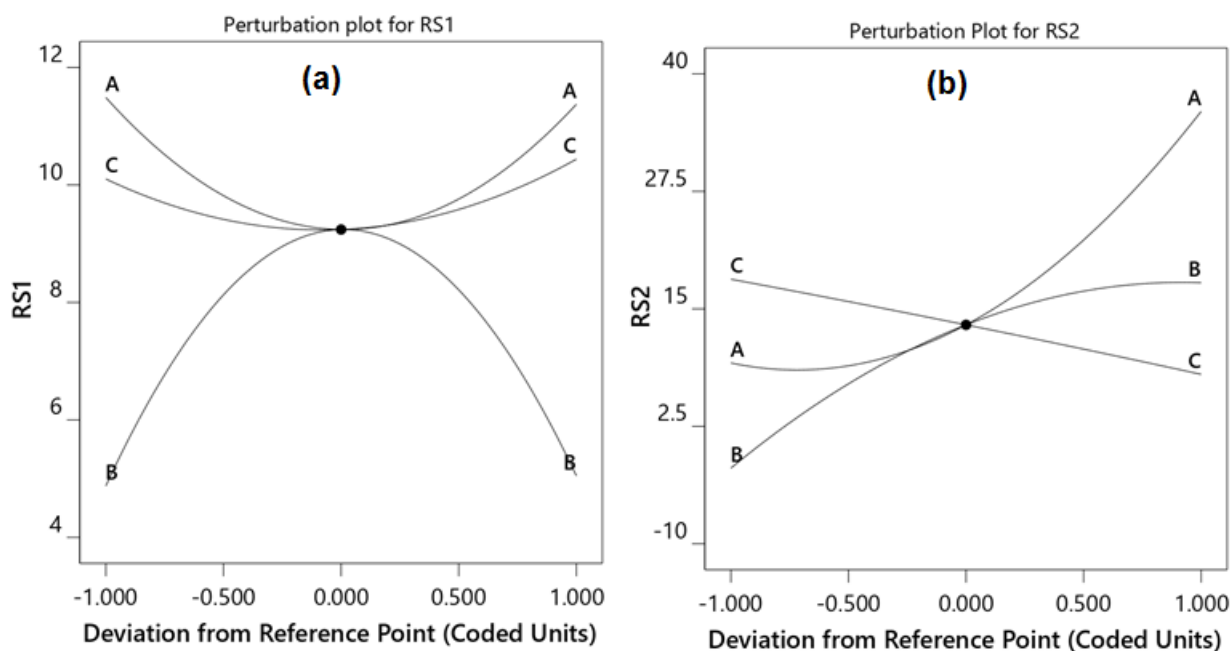 Perturbation plot for RS1
(a)
12
10
8
6
4
RS1
A
A
C
C
B
B
-1.000 -0.500 0.000 0.500 1.000
Deviation from Reference Point (Coded Units)
Perturbation Plot for RS2
(b)
40
27.5
15
2.5
-10
RS2
A
C
B
A
C
B
-1.000 -0.500 0.000 0.500 1.000
Deviation from Reference Point (Coded Units)